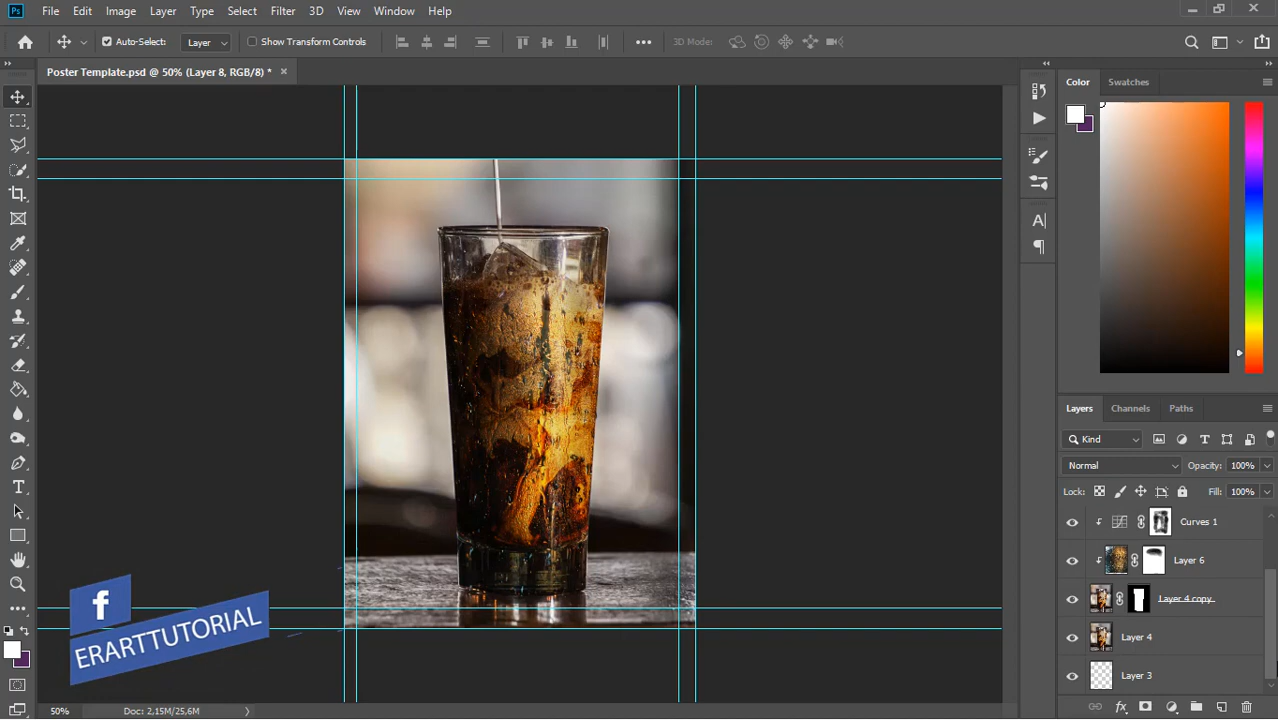 Ps File Edit Image Layer Type Select Filter 3D View Window Help
Auto-Select: Layer Show Transform Controls 3D Mode:
Poster Template.psd @ 50% (Layer 8, RGB/8) *
Color Swatches
Layers Channels Paths
Kind
Normal Opacity: 100%
Lock: Fill: 100%
Curves 1
Layer 6
Layer 4 copy
Layer 4
Layer 3
f
ERARTTUTORIAL
50% Doc: 2,15M/25,6M